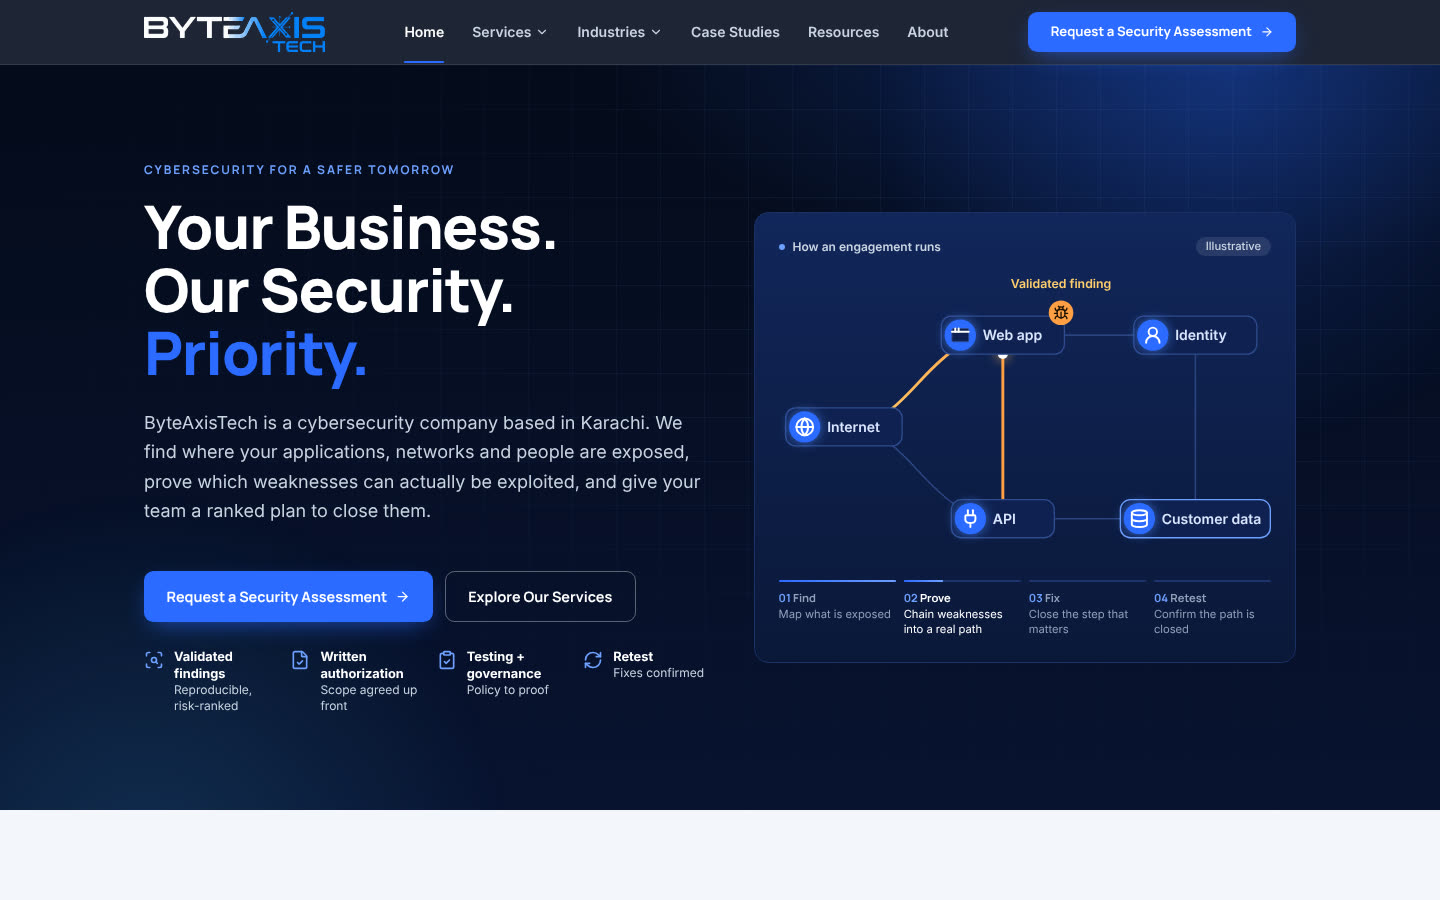 BYTEAXIS
TECH
Home
Services
Industries
Case Studies
Resources
About
Request a Security Assessment
CYBERSECURITY FOR A SAFER TOMORROW
Your Business.
Our Security.
Priority.
ByteAxisTech is a cybersecurity company based in Karachi. We
find where your applications, networks and people are exposed,
prove which weaknesses can actually be exploited, and give your
team a ranked plan to close them.
Request a Security Assessment
Explore Our Services
Validated
findings
Reproducible,
risk-ranked
Written
authorization
Scope agreed up
front
Testing +
governance
Policy to proof
Retest
Fixes confirmed
How an engagement runs
Illustrative
Validated finding
Web app
Identity
Internet
API
Customer data
01 Find
Map what is exposed
02 Prove
Chain weaknesses
into a real path
03 Fix
Close the step that
matters
04 Retest
Confirm the path is
closed